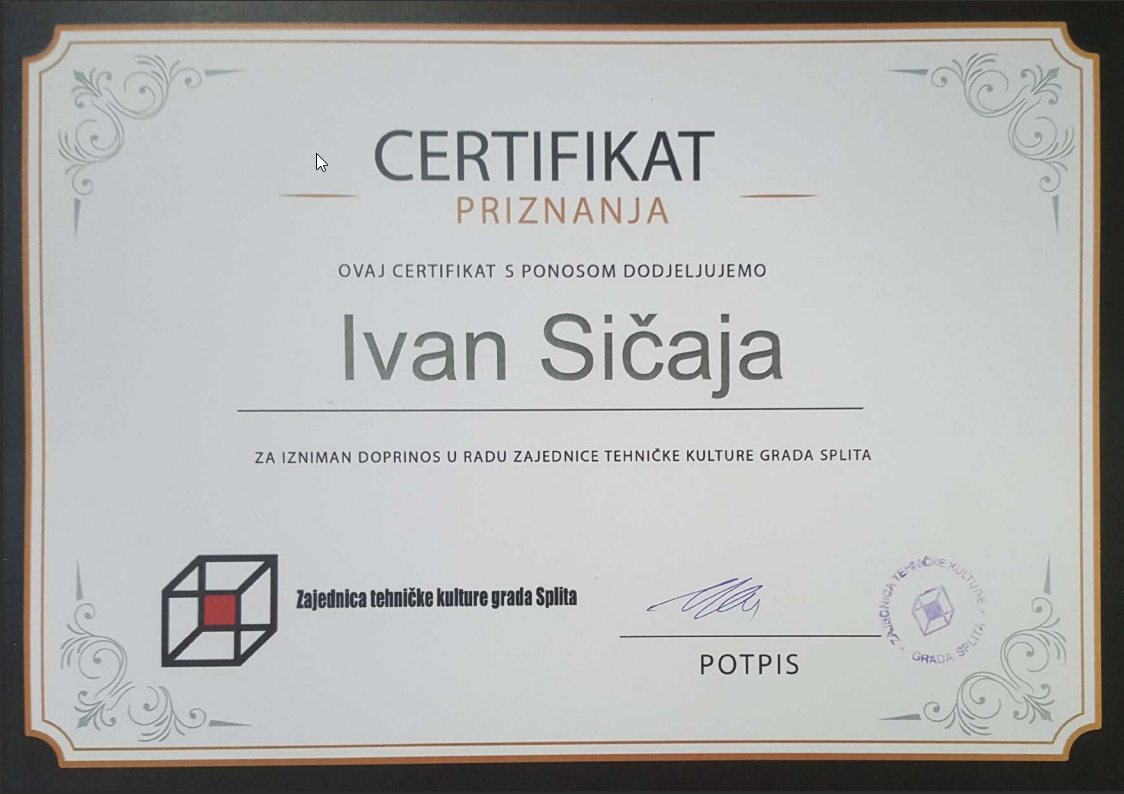 CERTIFIKAT
PRIZNANJA
OVAJ CERTIFIKAT S PONOSOM DODJELJUJEMO
Ivan Sičaja
ZA IZNIMAN DOPRINOS U RADU ZAJEDNICE TEHNIČKE KULTURE GRADA SPLITA
Zajednica tehničke kulture grada Splita
POTPIS
ZAJEDNICA TEHNIČKE KULTURE
GRADA SPLITA